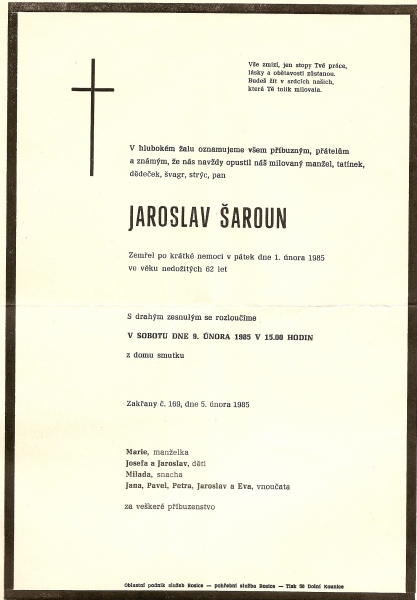 Vše zmizí, jen stopy Tvé práce,
lásky a obětavosti zůstanou.
Budeš žít v srdcích našich,
která Tě tolik milovala.
V hlubokém žalu oznamujeme všem příbuzným, přátelům
a známým, že nás navždy opustil náš milovaný manžel, tatínek,
dědeček, švagr, strýc, pan
JAROSLAV ŠAROUN
Zemřel po krátké nemoci v pátek dne 1. února 1985
ve věku nedožitých 62 let
S drahým zesnulým se rozloučíme
V SOBOTU DNE 9. ÚNORA 1985 V 15.00 HODIN
z domu smutku
Zakřany č. 169, dne 5. února 1985
Marie, manželka
Josefa a Jaroslav, děti
Milada, snacha
Jana, Pavel, Petra, Jaroslav a Eva, vnoučata
za veškeré příbuzenstvo
Oblastní podnik služeb Rosice — pohřební služba Rosice — Tisk 56 Dolní Kounice